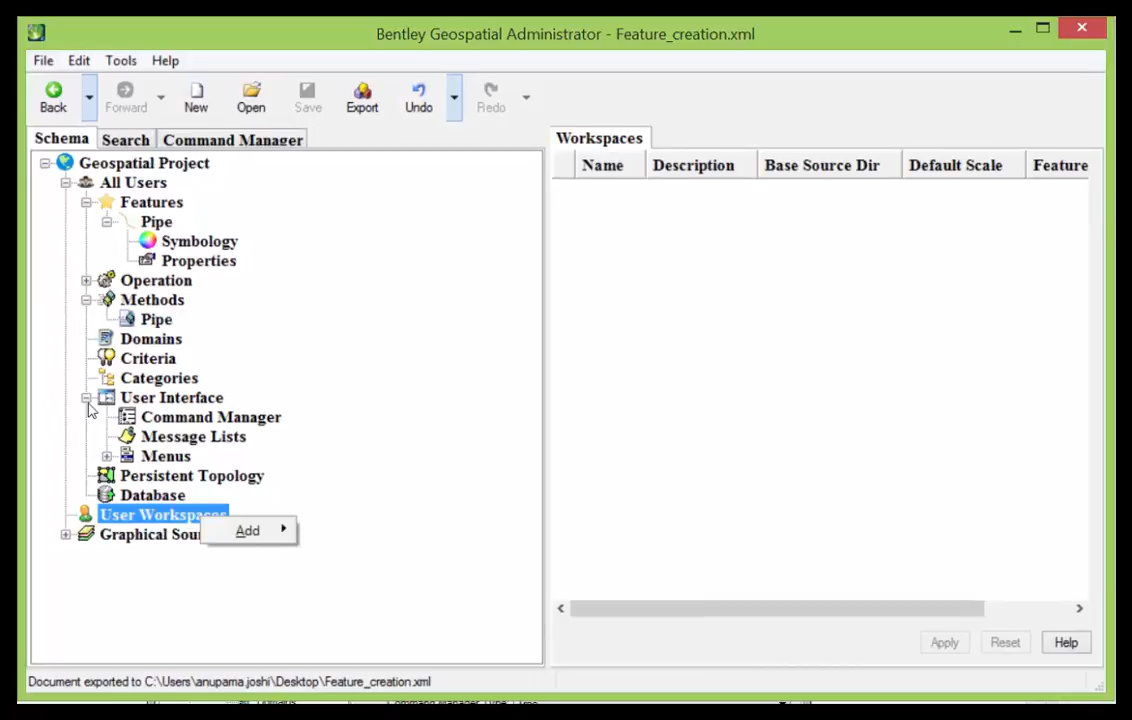 Bentley Geospatial Administrator - Feature_creation.xml
File Edit Tools Help
Back Forward New Open Save Export Undo Redo
Schema Search Command Manager
Workspaces
Name Description Base Source Dir Default Scale Feature
Geospatial Project
All Users
Features
Pipe
Symbology
Properties
Operation
Methods
Pipe
Domains
Criteria
Categories
User Interface
Command Manager
Message Lists
Menus
Persistent Topology
Database
User Workspaces
Add
Graphical Sou
Apply Reset Help
Document exported to C:\Users\anupama.joshi\Desktop\Feature_creation.xml